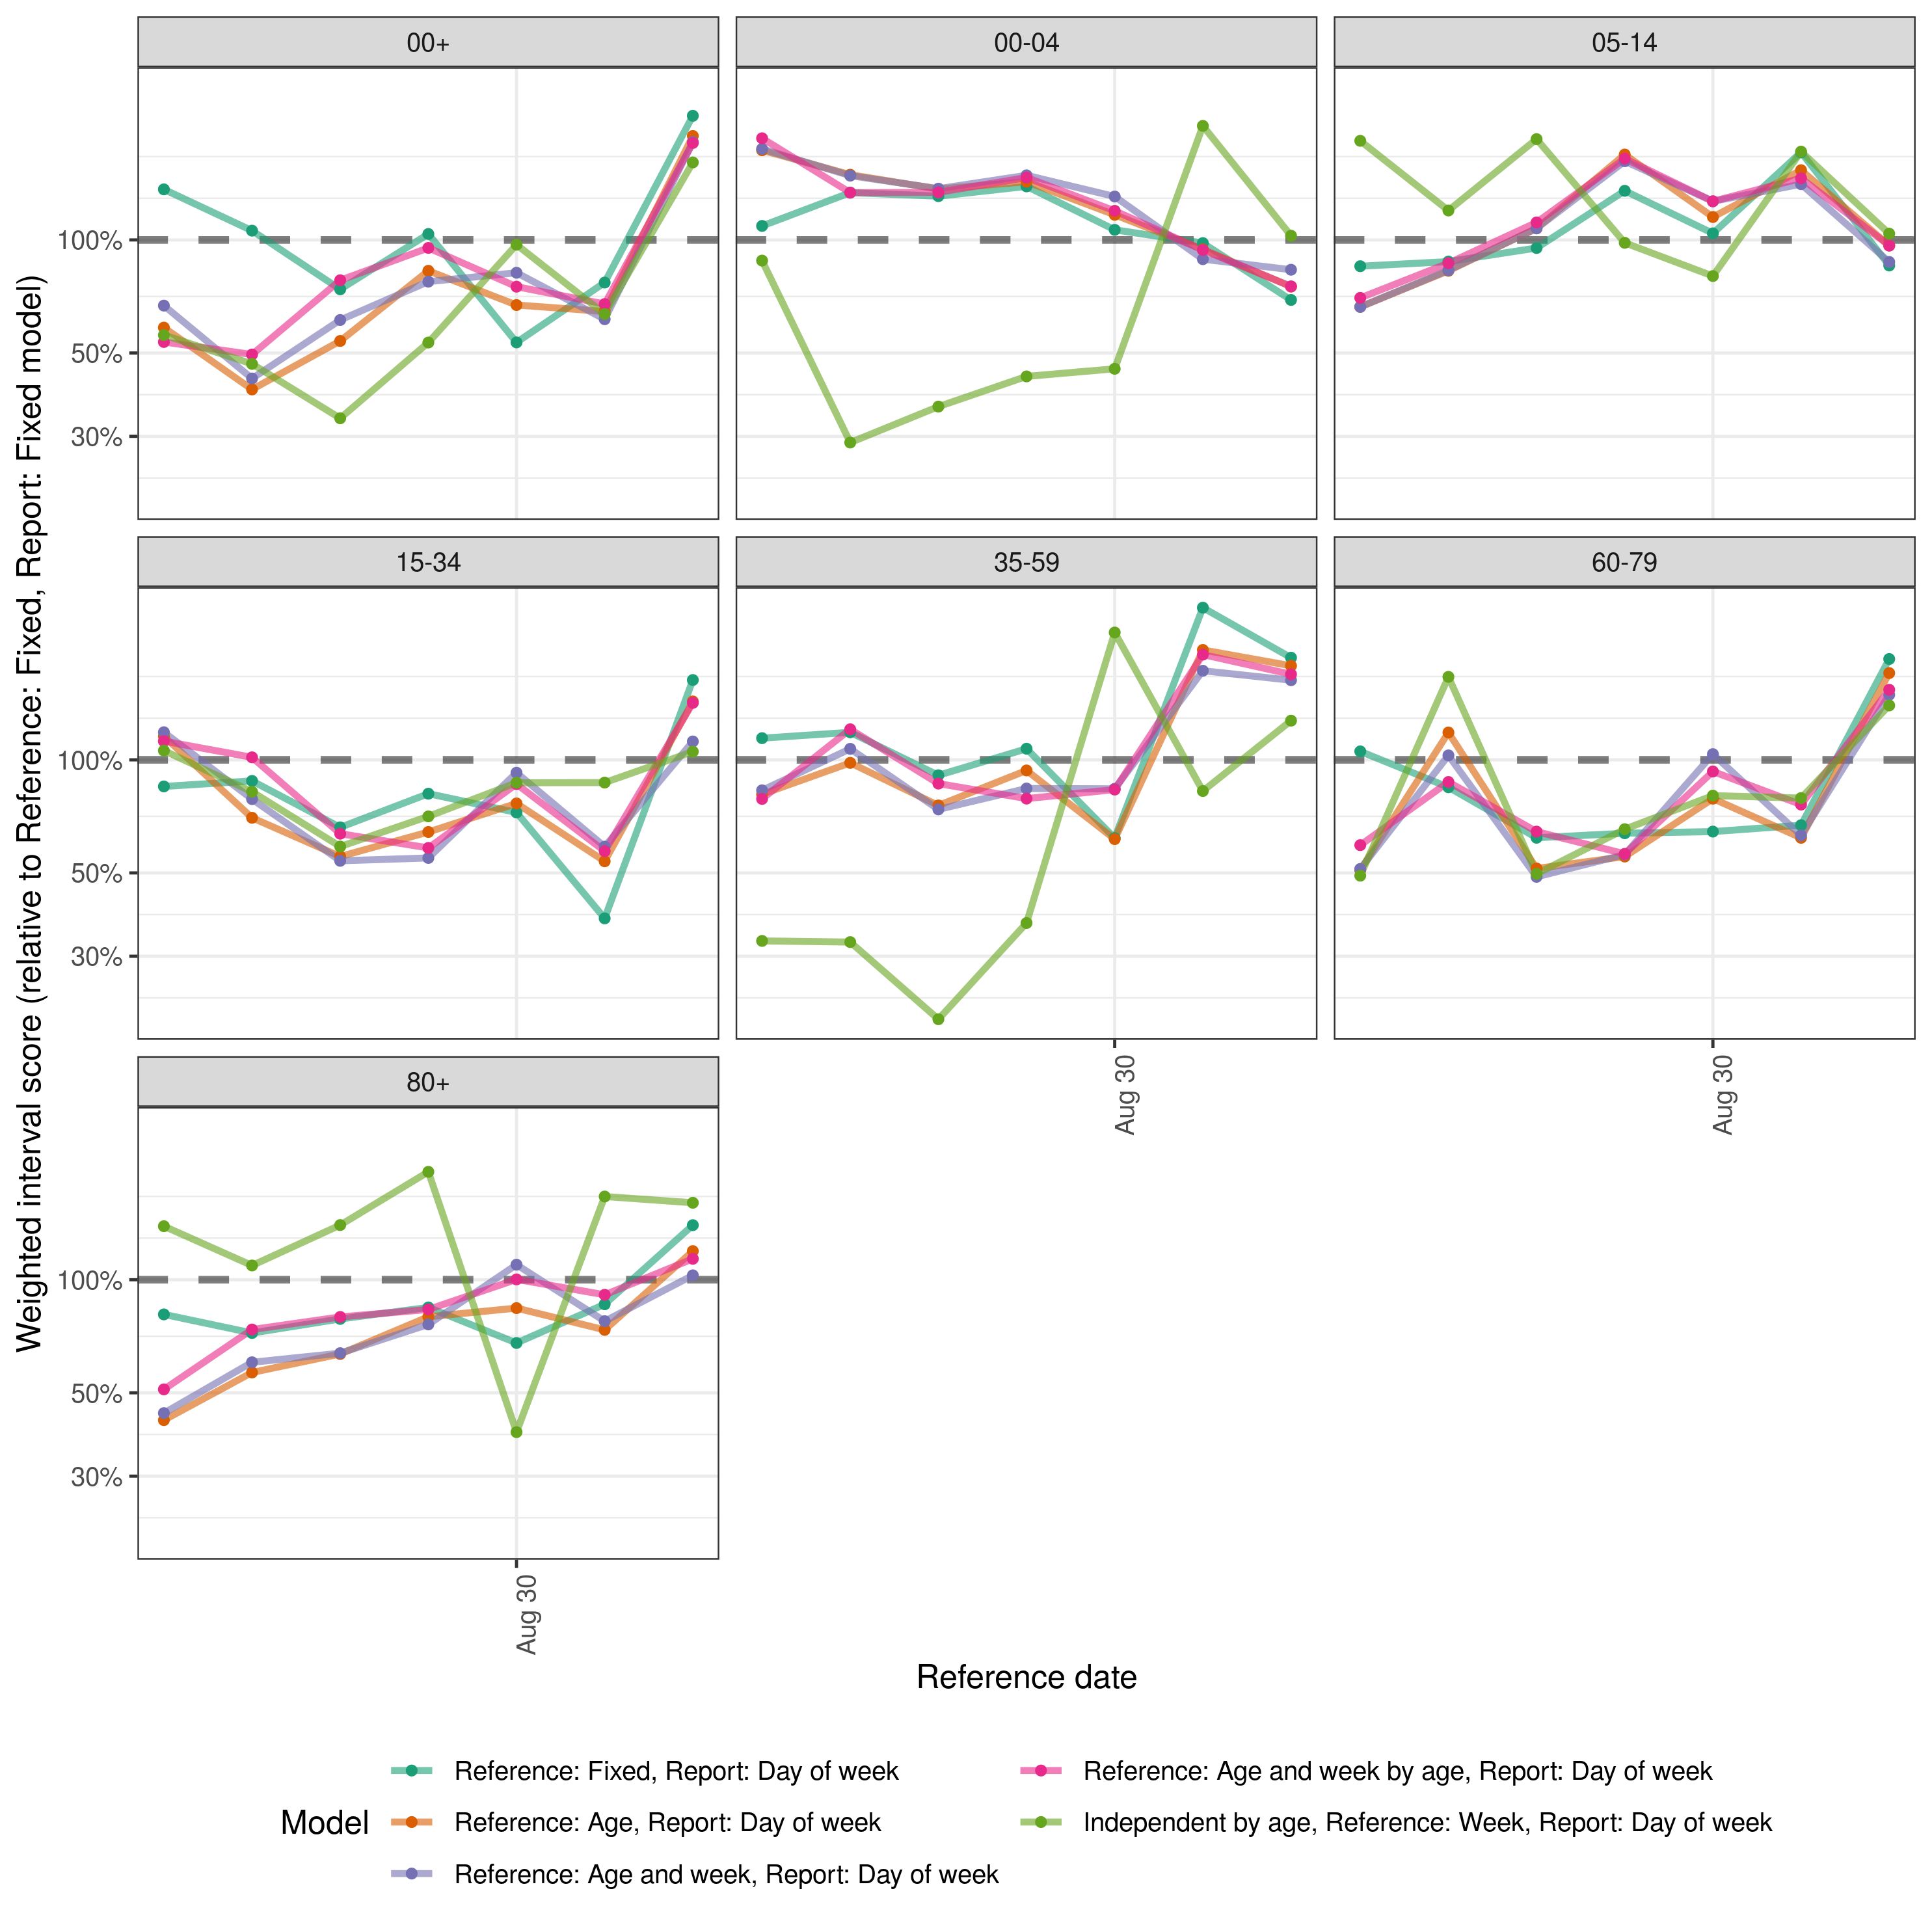 Weighted interval score (relative to Reference: Fixed, Report: Fixed model)
00+
00-04
05-14
100%
50%
30%
15-34
35-59
60-79
100%
50%
30%
Aug 30
Aug 30
80+
100%
50%
30%
Aug 30
Reference date
Model
Reference: Fixed, Report: Day of week
Reference: Age, Report: Day of week
Reference: Age and week, Report: Day of week
Reference: Age and week by age, Report: Day of week
Independent by age, Reference: Week, Report: Day of week